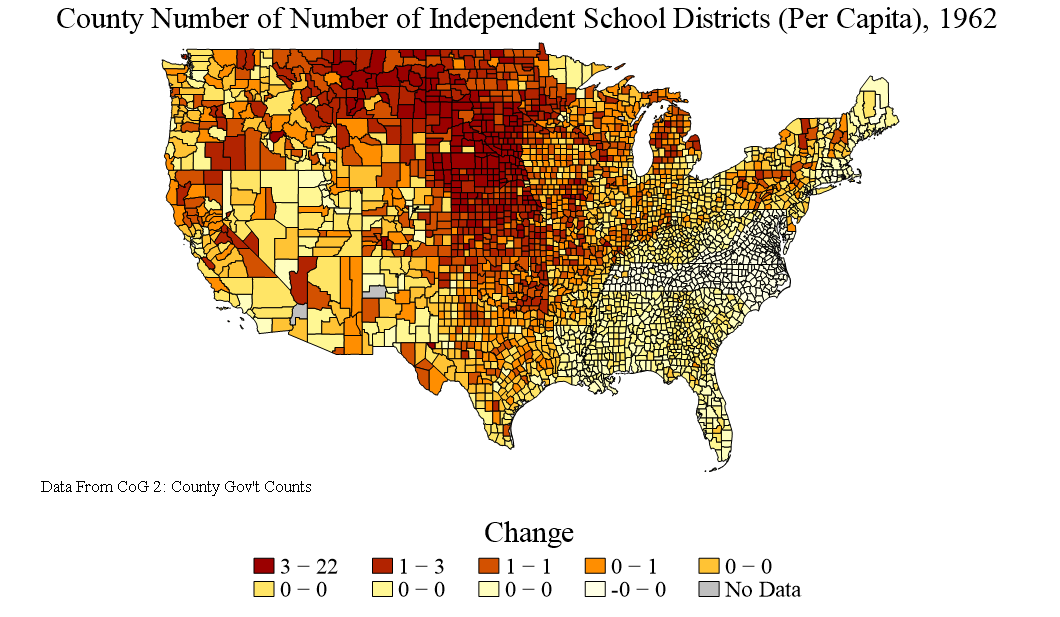 County Number of Number of Independent School Districts (Per Capita), 1962
Data From CoG 2: County Gov't Counts
Change
3 − 22 1 − 3 1 − 1 0 − 1 0 − 0
0 − 0 0 − 0 0 − 0 -0 − 0 No Data